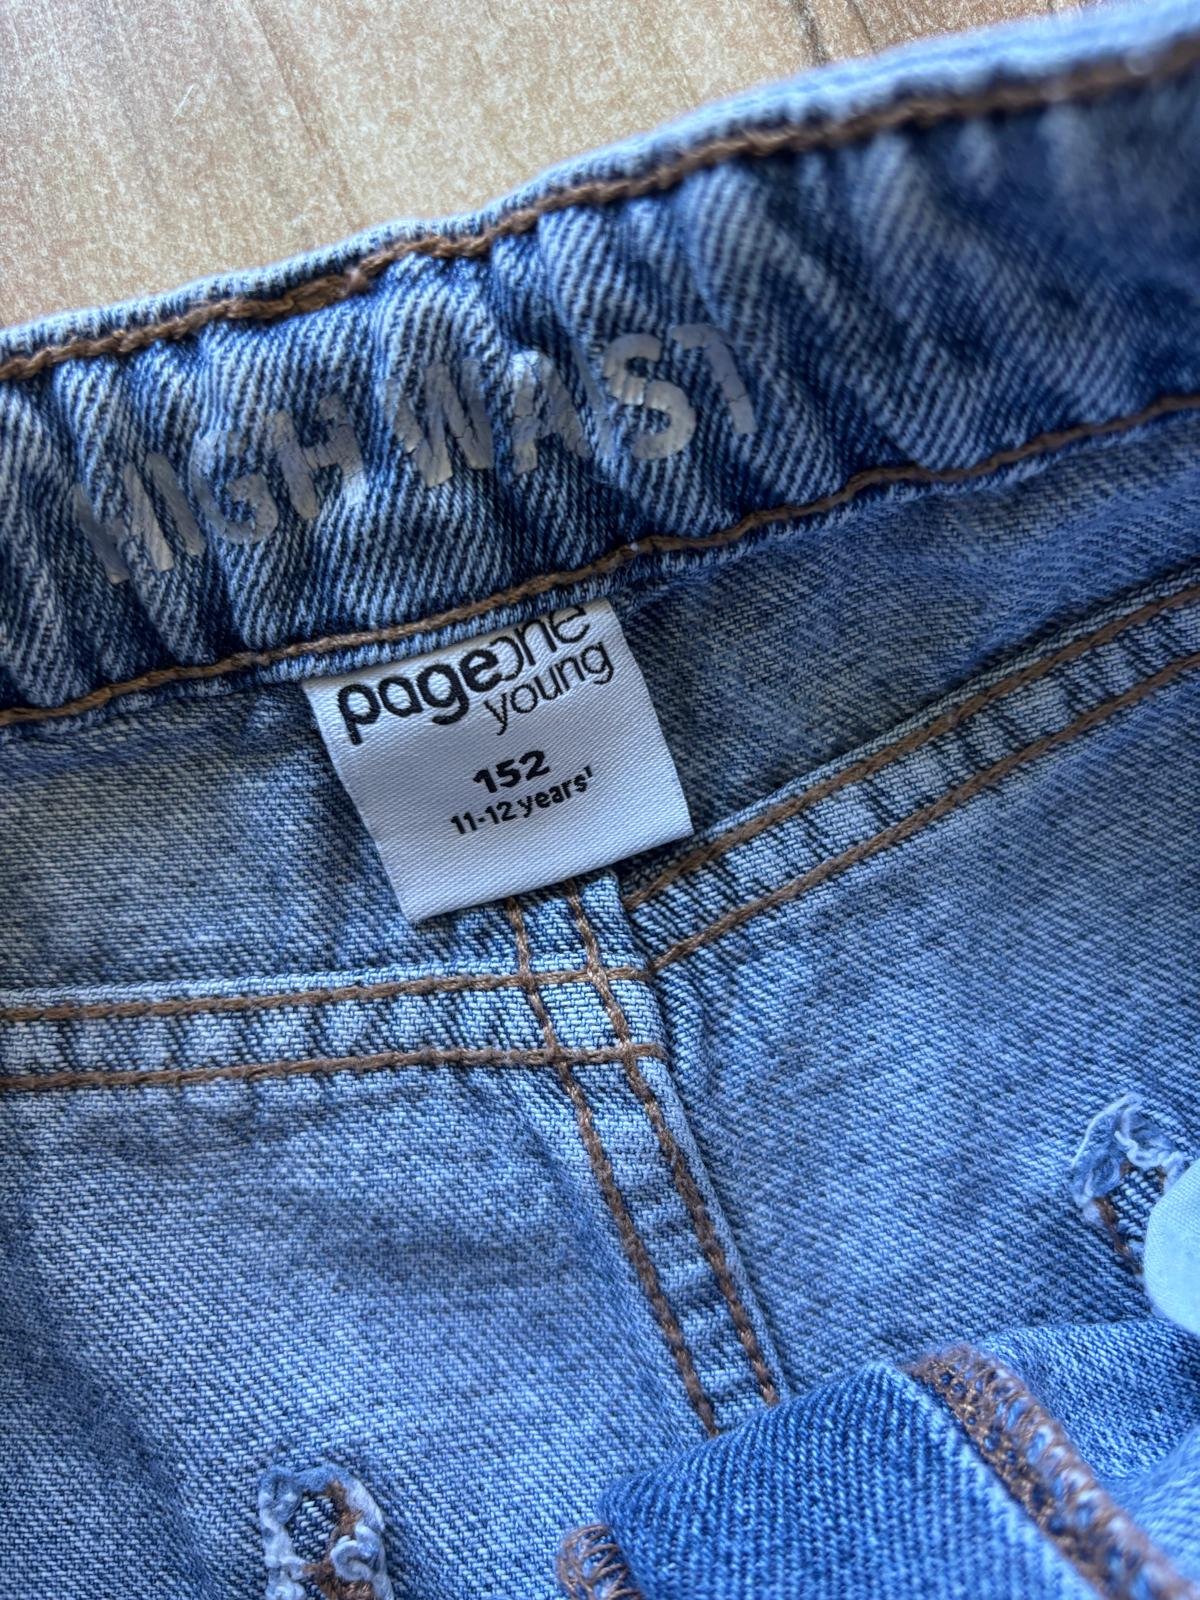 HIGH WAIST
pageone
young
152
11-12 years'